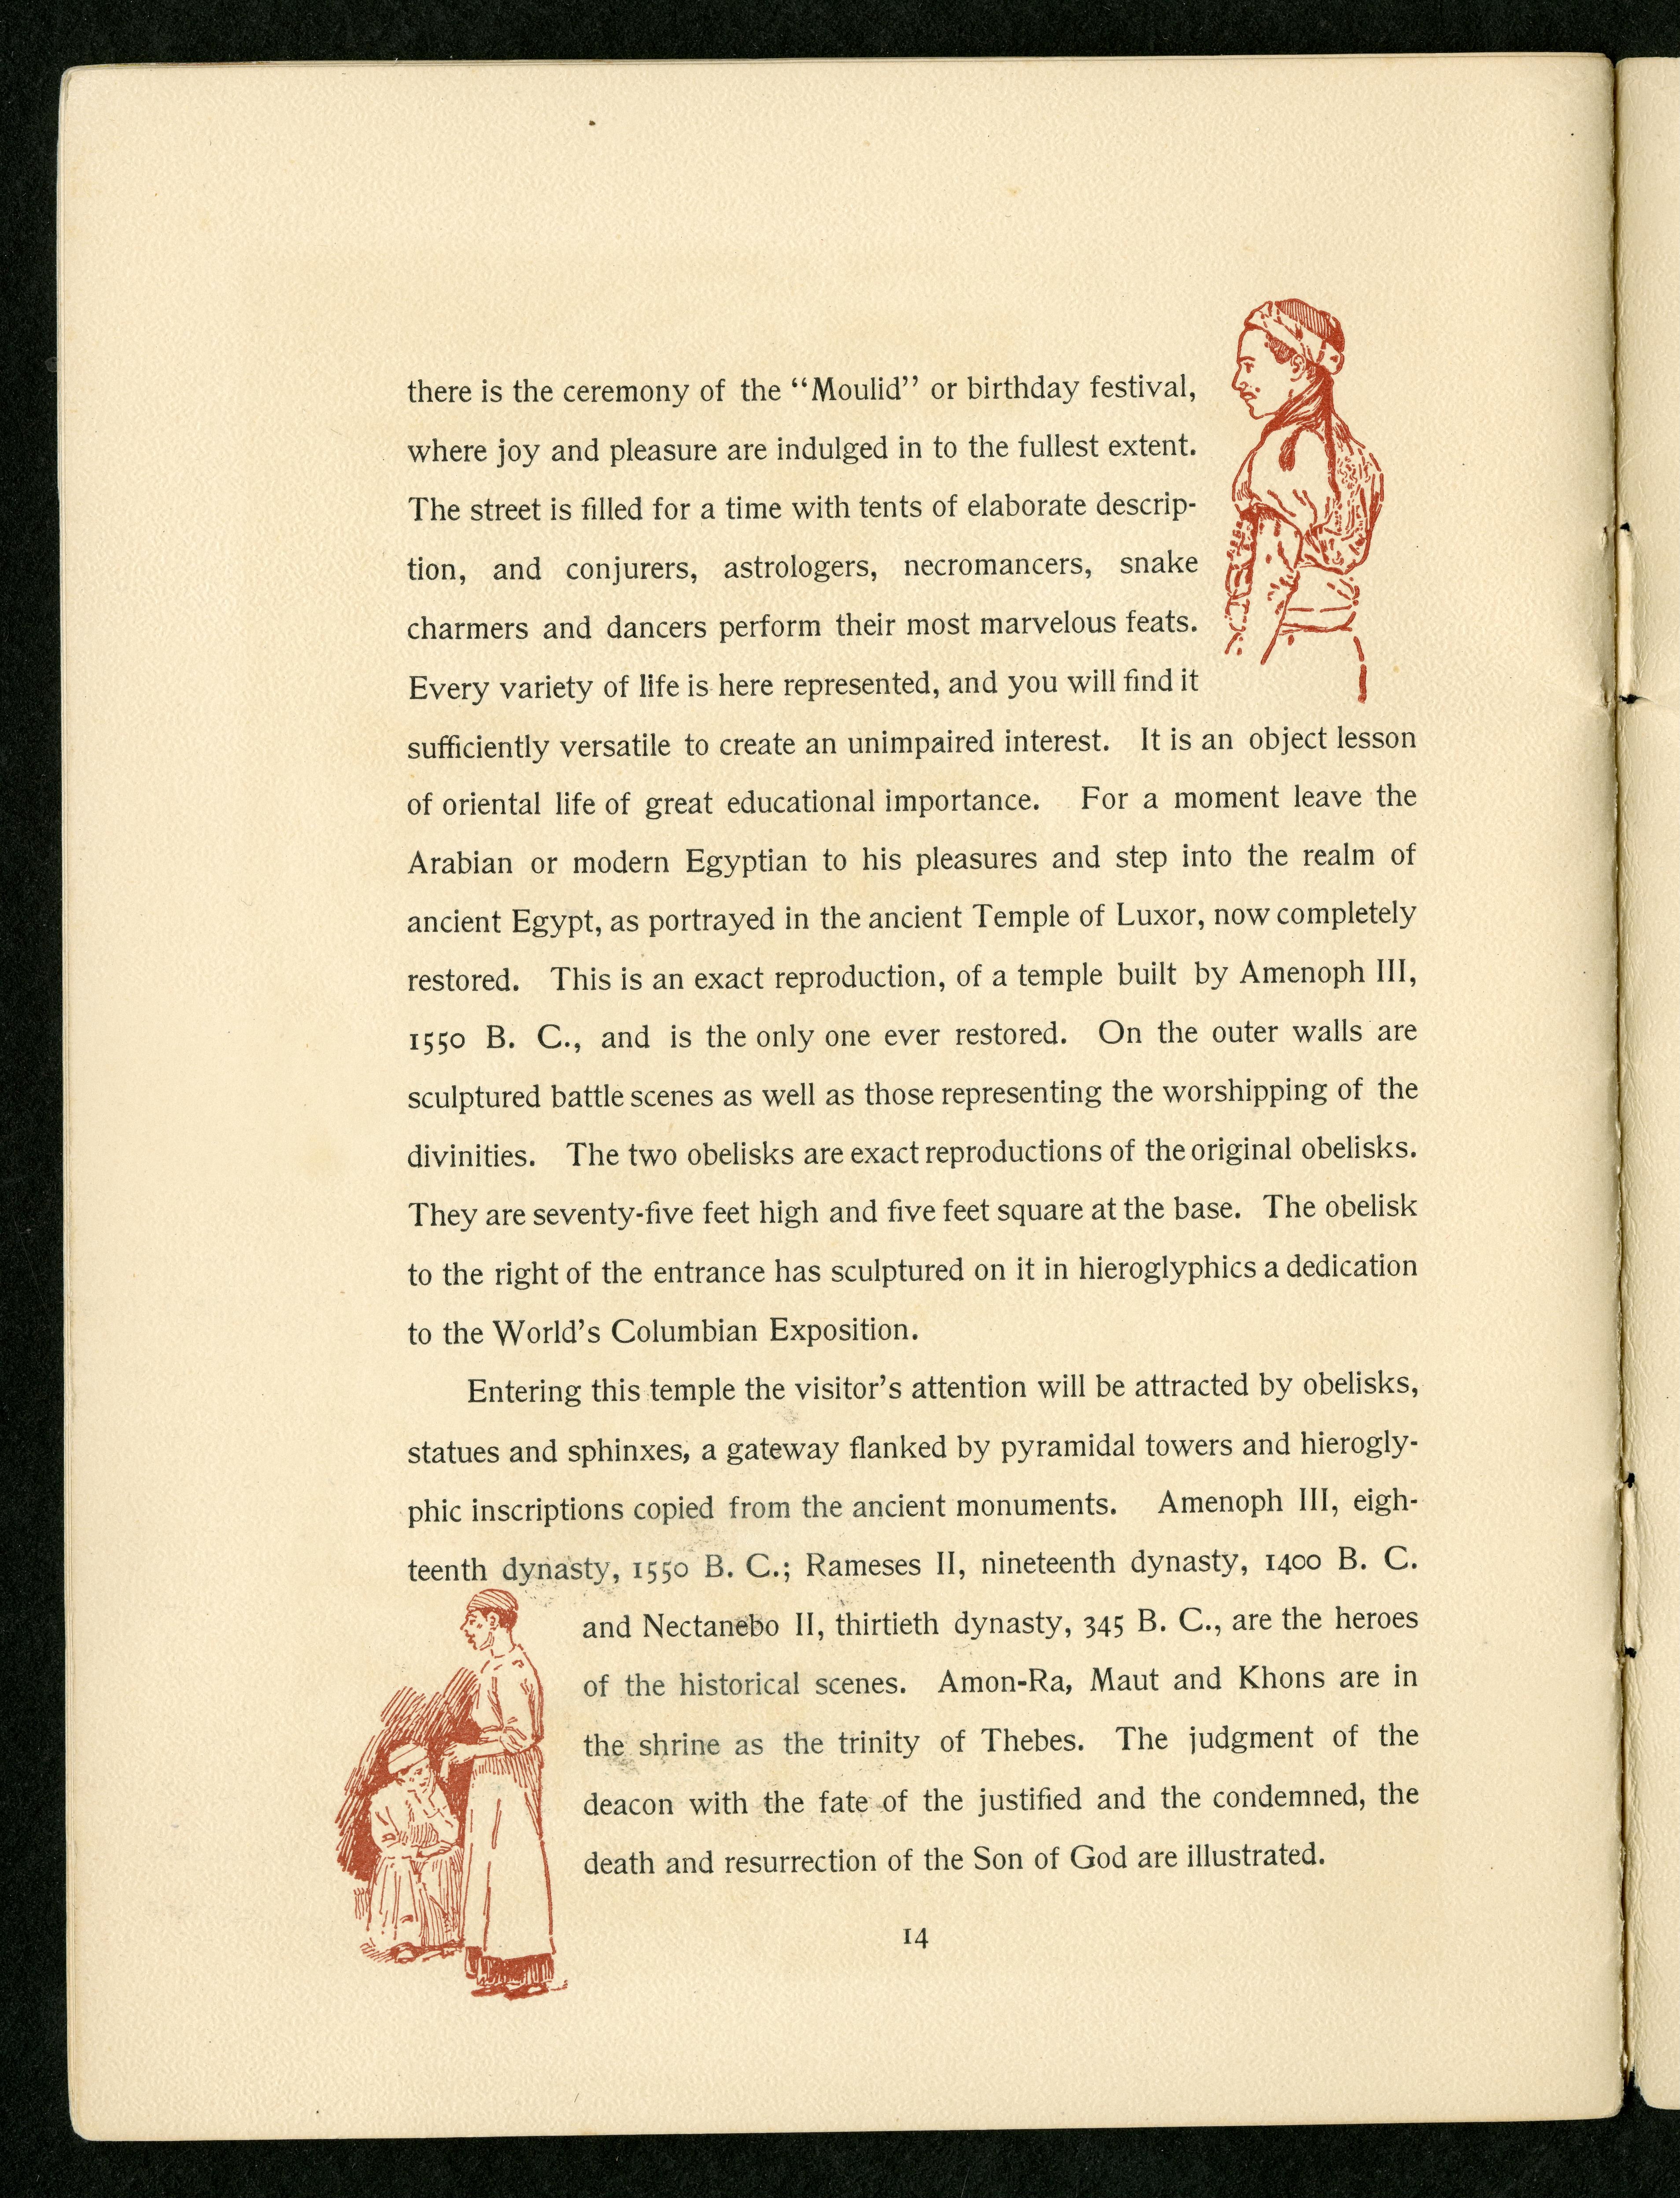 there is the ceremony of the “Moulid” or birthday festival,
where joy and pleasure are indulged in to the fullest extent.
The street is filled for a time with tents of elaborate descrip-
tion, and conjurers, astrologers, necromancers, snake
charmers and dancers perform their most marvelous feats.
Every variety of life is here represented, and you will find it
sufficiently versatile to create an unimpaired interest. It is an object lesson
of oriental life of great educational importance. For a moment leave the
Arabian or modern Egyptian to his pleasures and step into the realm of
ancient Egypt, as portrayed in the ancient Temple of Luxor, now completely
restored. This is an exact reproduction, of a temple built by Amenoph III,
1550 B. C., and is the only one ever restored. On the outer walls are
sculptured battle scenes as well as those representing the worshipping of the
divinities. The two obelisks are exact reproductions of the original obelisks.
They are seventy-five feet high and five feet square at the base. The obelisk
to the right of the entrance has sculptured on it in hieroglyphics a dedication
to the World’s Columbian Exposition.
Entering this temple the visitor’s attention will be attracted by obelisks,
statues and sphinxes, a gateway flanked by pyramidal towers and hierogly-
phic inscriptions copied from the ancient monuments. Amenoph III, eigh-
teenth dynasty, 1550 B. C.; Rameses II, nineteenth dynasty, 1400 B. C.
and Nectanebo II, thirtieth dynasty, 345 B. C., are the heroes
of the historical scenes. Amon-Ra, Maut and Khons are in
the shrine as the trinity of Thebes. The judgment of the
deacon with the fate of the justified and the condemned, the
death and resurrection of the Son of God are illustrated.
14